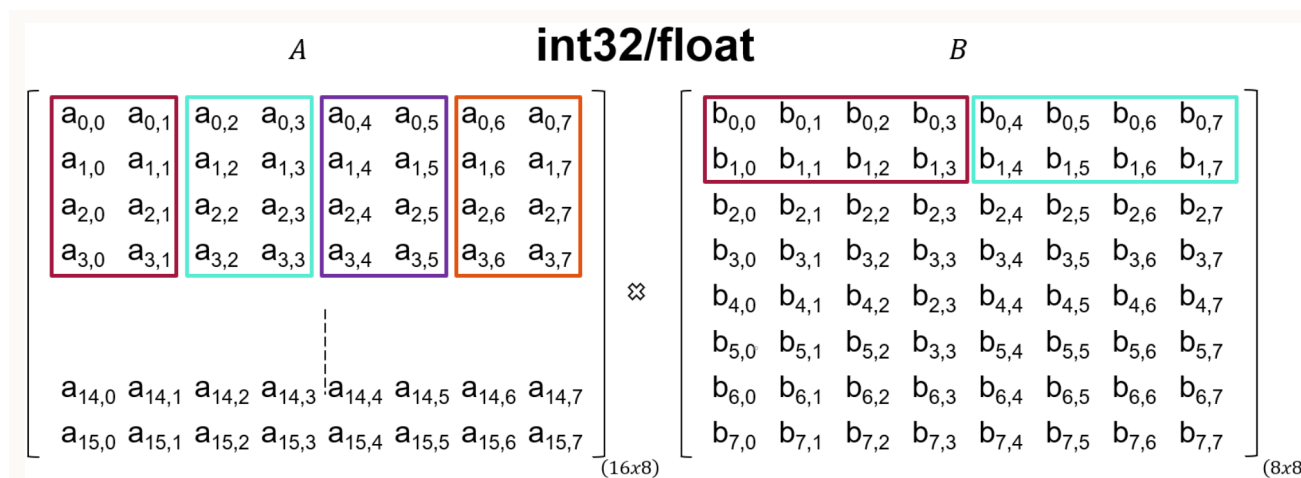 A int32/float B
a0,0 a0,1 a0,2 a0,3 a0,4 a0,5 a0,6 a0,7 b0,0 b0,1 b0,2 b0,3 b0,4 b0,5 b0,6 b0,7
a1,0 a1,1 a1,2 a1,3 a1,4 a1,5 a1,6 a1,7 b1,0 b1,1 b1,2 b1,3 b1,4 b1,5 b1,6 b1,7
a2,0 a2,1 a2,2 a2,3 a2,4 a2,5 a2,6 a2,7 b2,0 b2,1 b2,2 b2,3 b2,4 b2,5 b2,6 b2,7
a3,0 a3,1 a3,2 a3,3 a3,4 a3,5 a3,6 a3,7 b3,0 b3,1 b3,2 b3,3 b3,4 b3,5 b3,6 b3,7
b4,0 b4,1 b4,2 b2,3 b4,4 b4,5 b4,6 b4,7
b5,0 b5,1 b5,2 b3,3 b5,4 b5,5 b5,6 b5,7
a14,0 a14,1 a14,2 a14,3 a14,4 a14,5 a14,6 a14,7 b6,0 b6,1 b6,2 b6,3 b6,4 b6,5 b6,6 b6,7
a15,0 a15,1 a15,2 a15,3 a15,4 a15,5 a15,6 a15,7 b7,0 b7,1 b7,2 b7,3 b7,4 b7,5 b7,6 b7,7
(16x8) (8x8